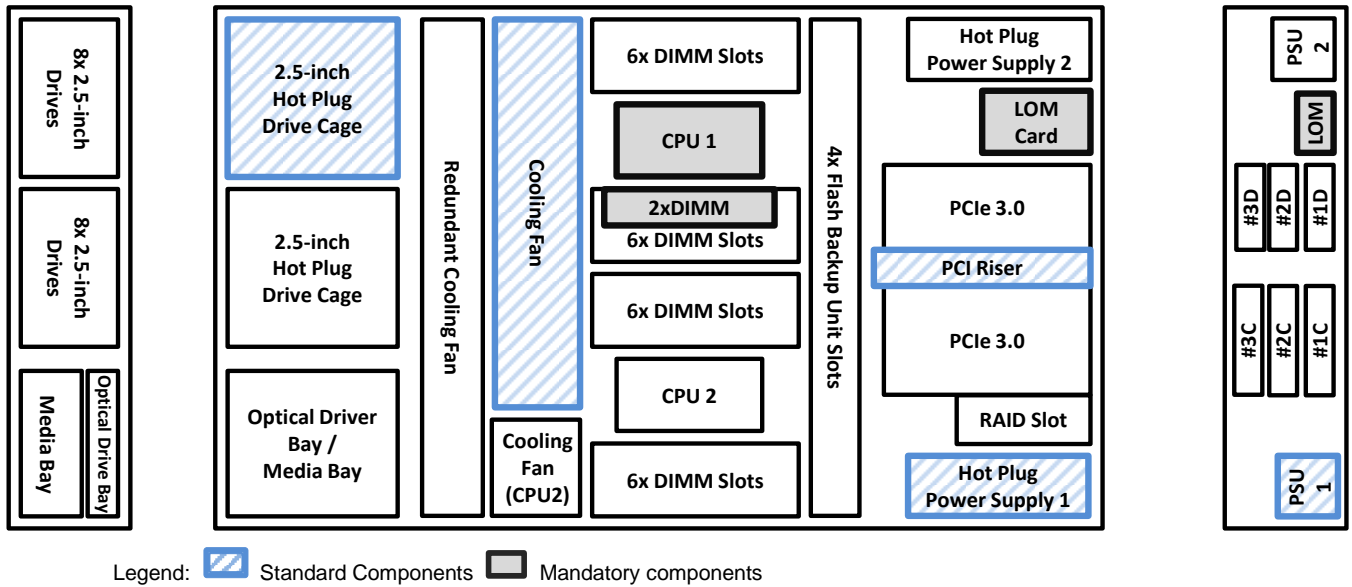 8x 2.5-inch
Drives
8x 2.5-inch
Drives
Media Bay
Optical Drive Bay
2.5-inch
Hot Plug
Drive Cage
2.5-inch
Hot Plug
Drive Cage
Optical Driver
Bay /
Media Bay
Redundant Cooling Fan
Cooling Fan
Cooling
Fan
(CPU2)
6x DIMM Slots
CPU 1
2xDIMM
6x DIMM Slots
6x DIMM Slots
CPU 2
6x DIMM Slots
4x Flash Backup Unit Slots
Hot Plug
Power Supply 2
LOM
Card
PCIe 3.0
PCI Riser
PCIe 3.0
RAID Slot
Hot Plug
Power Supply 1
PSU
2
LOM
#3D
#2D
#1D
#3C
#2C
#1C
PSU
1
Legend: Standard Components Mandatory components